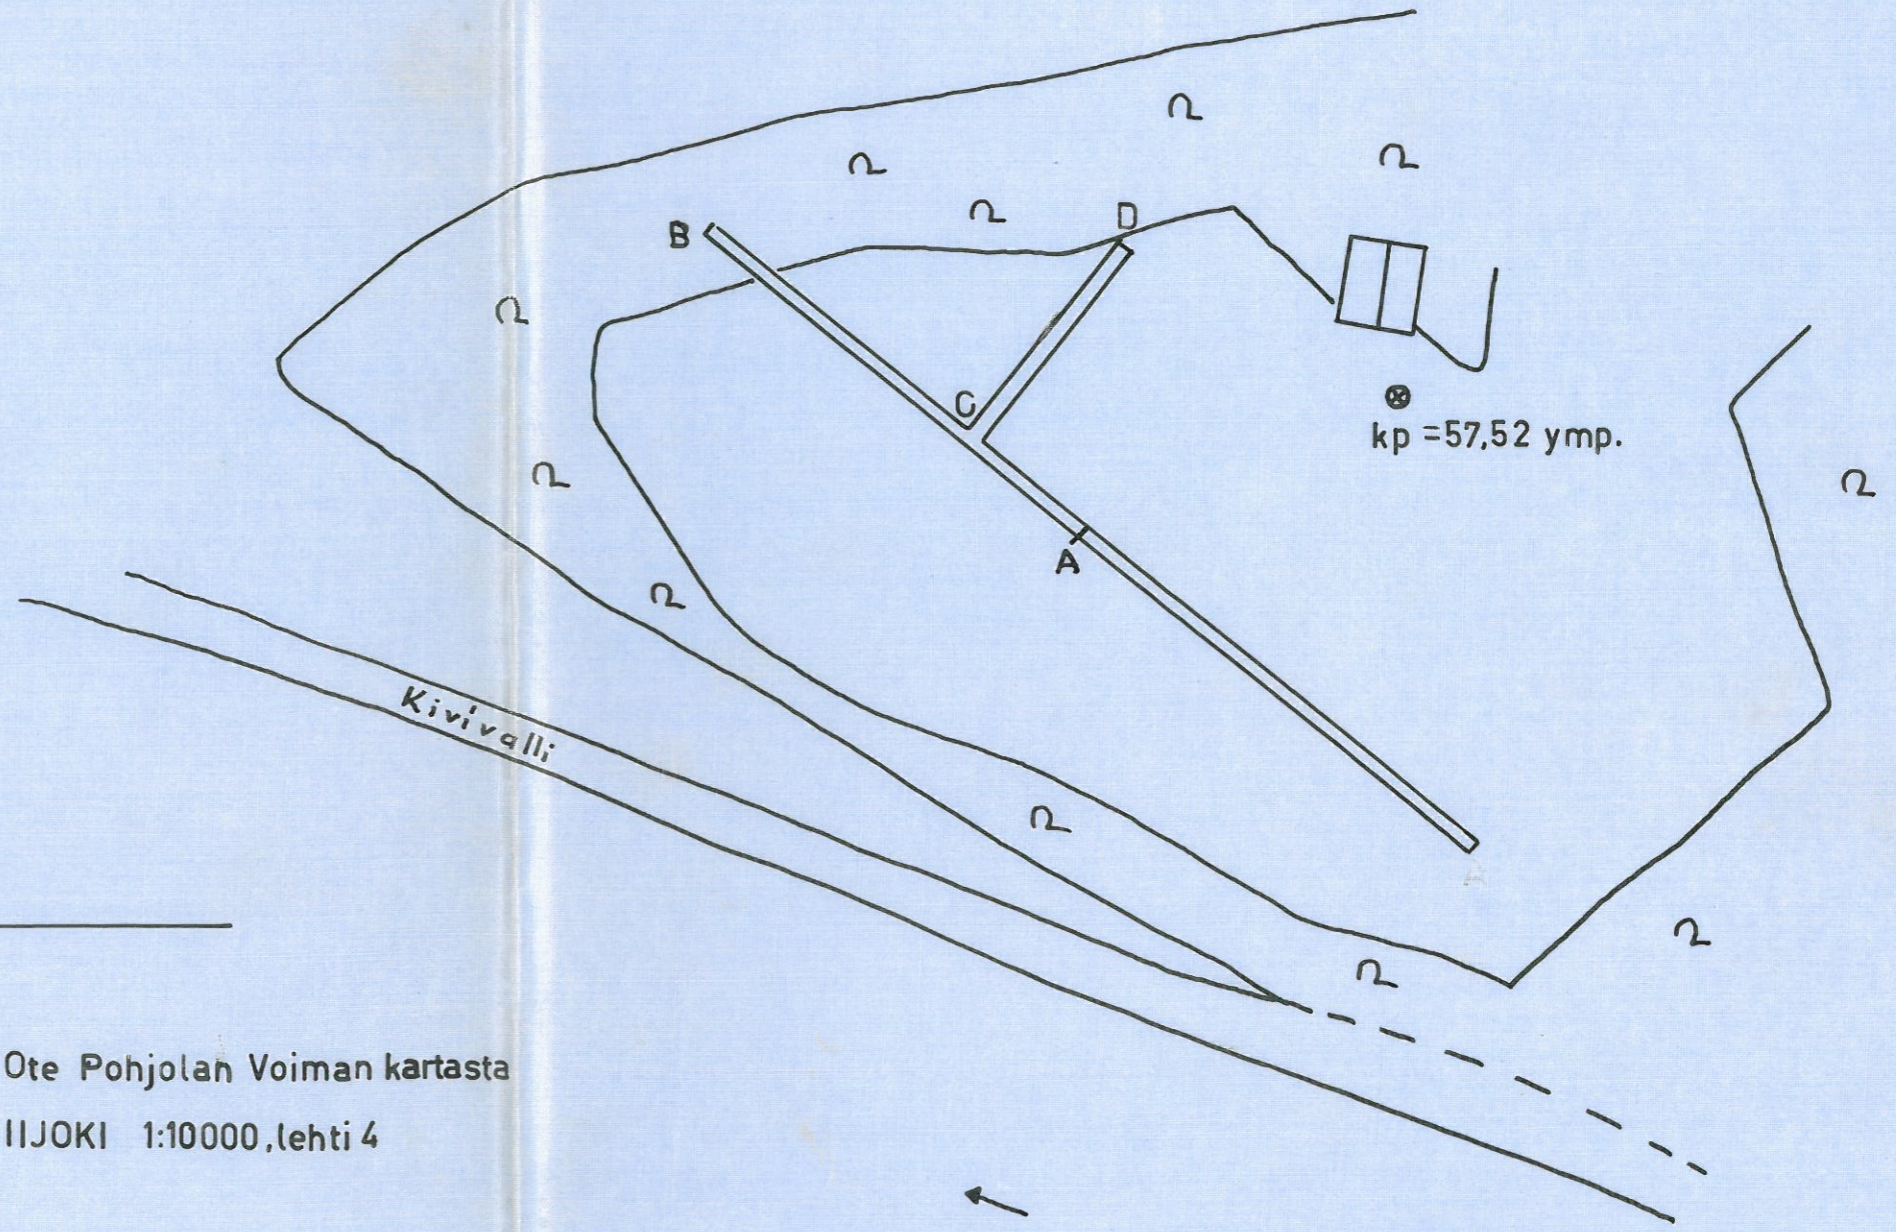 D
B
C
kp =57,52 ymp.
A
Kivivalli
Ote Pohjolan Voiman kartasta
IIJOKI 1:10000, lehti 4